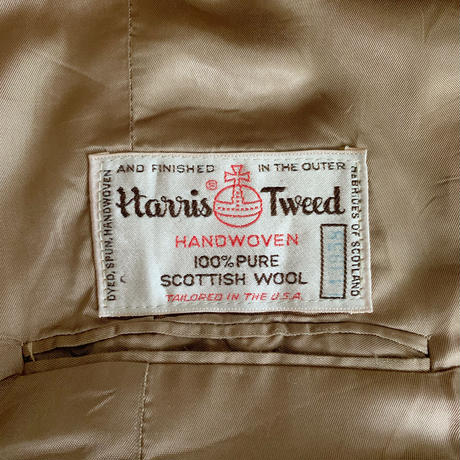 DYED, SPUN, HANDWOVEN
AND FINISHED IN THE OUTER
HEBRIDES OF SCOTLAND
Harris ® Tweed
HANDWOVEN
100% PURE
SCOTTISH WOOL
TAILORED IN THE U.S.A.